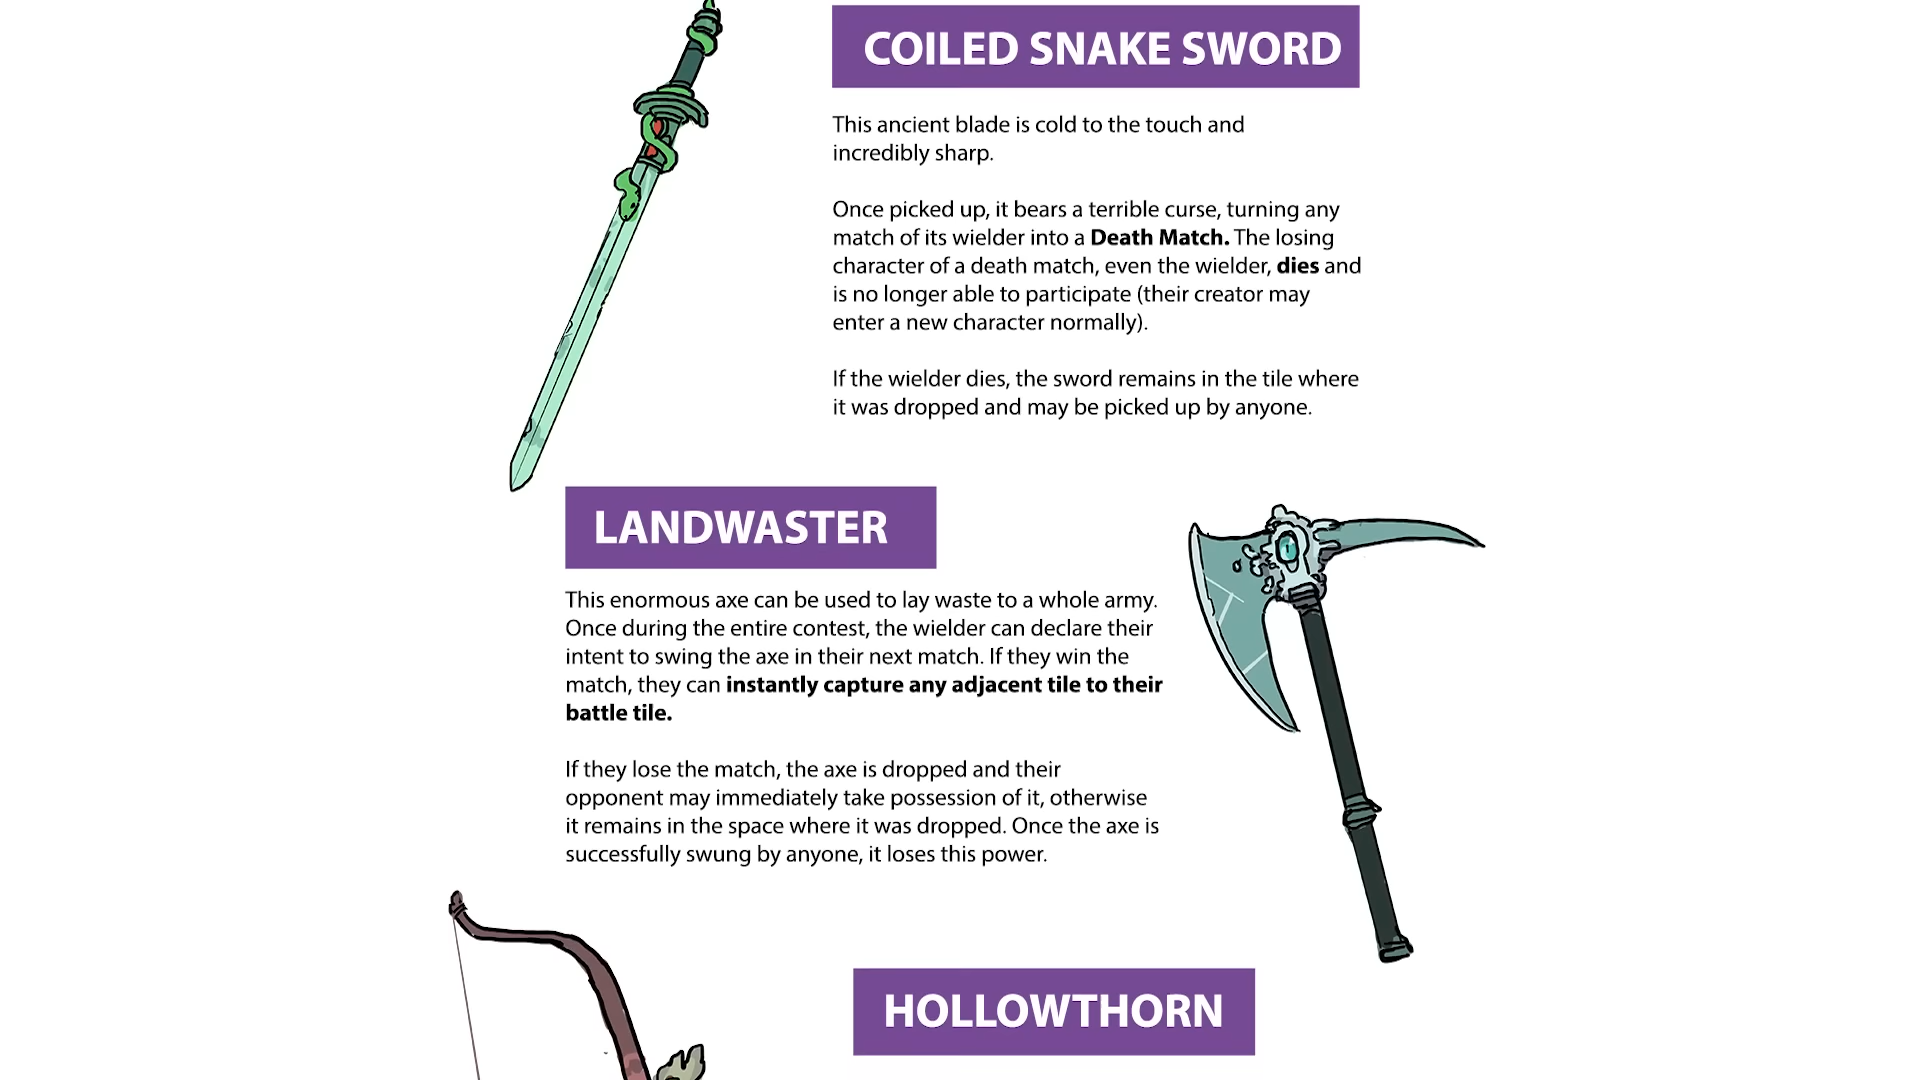 COILED SNAKE SWORD
This ancient blade is cold to the touch and
incredibly sharp.
Once picked up, it bears a terrible curse, turning any
match of its wielder into a Death Match. The losing
character of a death match, even the wielder, dies and
is no longer able to participate (their creator may
enter a new character normally).
If the wielder dies, the sword remains in the tile where
it was dropped and may be picked up by anyone.
LANDWASTER
This enormous axe can be used to lay waste to a whole army.
Once during the entire contest, the wielder can declare their
intent to swing the axe in their next match. If they win the
match, they can instantly capture any adjacent tile to their
battle tile.
If they lose the match, the axe is dropped and their
opponent may immediately take possession of it, otherwise
it remains in the space where it was dropped. Once the axe is
successfully swung by anyone, it loses this power.
HOLLOWTHORN